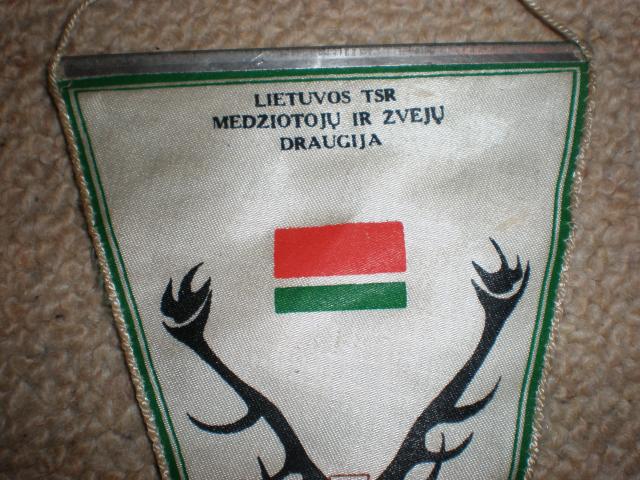 LIETUVOS TSR
MEDŽIOTOJŲ IR ŽVEJŲ
DRAUGIJA